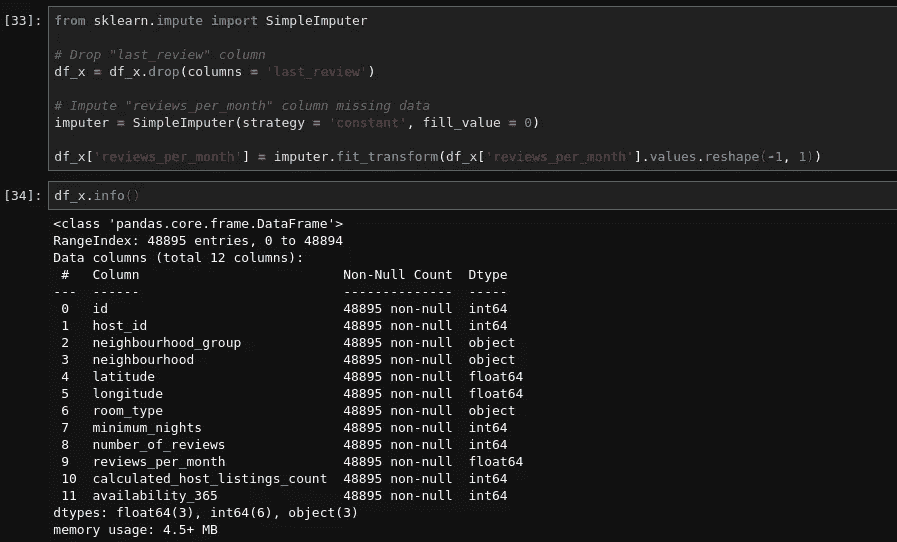 [33]: from sklearn.impute import SimpleImputer
# Drop "last_review" column
df_x = df_x.drop(columns = 'last_review')
# Impute "reviews_per_month" column missing data
imputer = SimpleImputer(strategy = 'constant', fill_value = 0)
df_x['reviews_per_month'] = imputer.fit_transform(df_x['reviews_per_month'].values.reshape(-1, 1))
[34]: df_x.info()
<class 'pandas.core.frame.DataFrame'>
RangeIndex: 48895 entries, 0 to 48894
Data columns (total 12 columns):
 #   Column                          Non-Null Count  Dtype
---  ------                          --------------  -----
 0   id                              48895 non-null  int64
 1   host_id                         48895 non-null  int64
 2   neighbourhood_group             48895 non-null  object
 3   neighbourhood                   48895 non-null  object
 4   latitude                        48895 non-null  float64
 5   longitude                       48895 non-null  float64
 6   room_type                       48895 non-null  object
 7   minimum_nights                  48895 non-null  int64
 8   number_of_reviews               48895 non-null  int64
 9   reviews_per_month               48895 non-null  float64
 10  calculated_host_listings_count  48895 non-null  int64
 11  availability_365                48895 non-null  int64
dtypes: float64(3), int64(6), object(3)
memory usage: 4.5+ MB